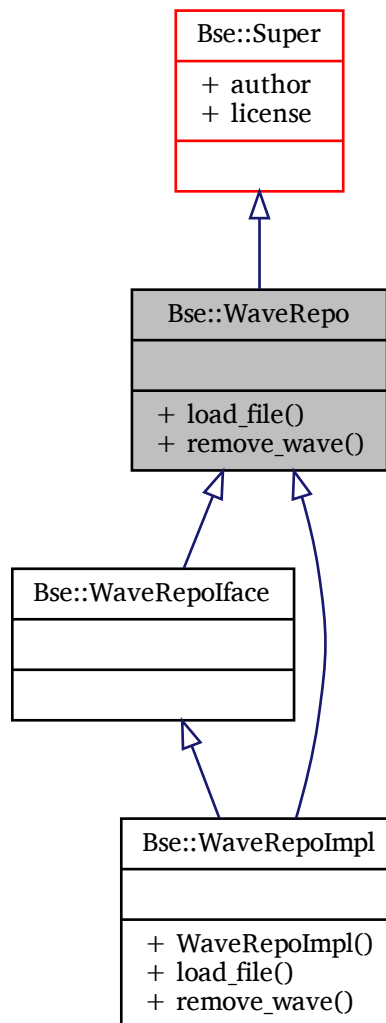 Bse::Super
+ author
+ license
Bse::WaveRepo
+ load_file()
+ remove_wave()
Bse::WaveRepoIface
Bse::WaveRepoImpl
+ WaveRepoImpl()
+ load_file()
+ remove_wave()